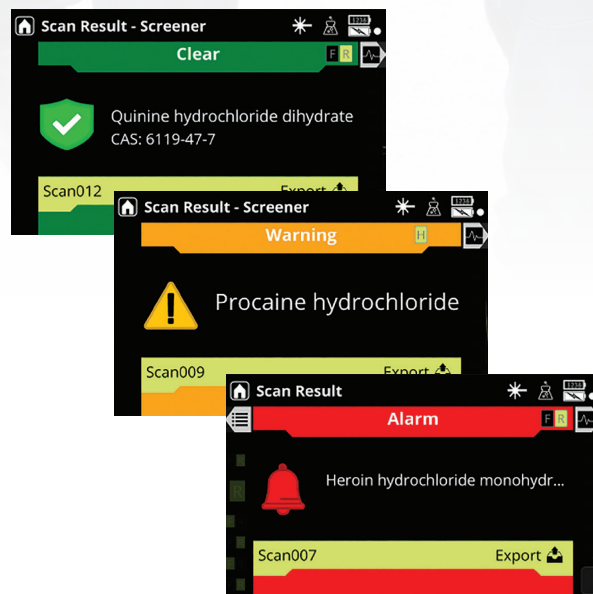 Scan Result - Screener
Clear
F R
Quinine hydrochloride dihydrate
CAS: 6119-47-7
Scan012 Export
Scan Result - Screener
Warning
H
Procaine hydrochloride
Scan009 Export
Scan Result
Alarm
F R
Heroin hydrochloride monohydr...
R
Scan007 Export